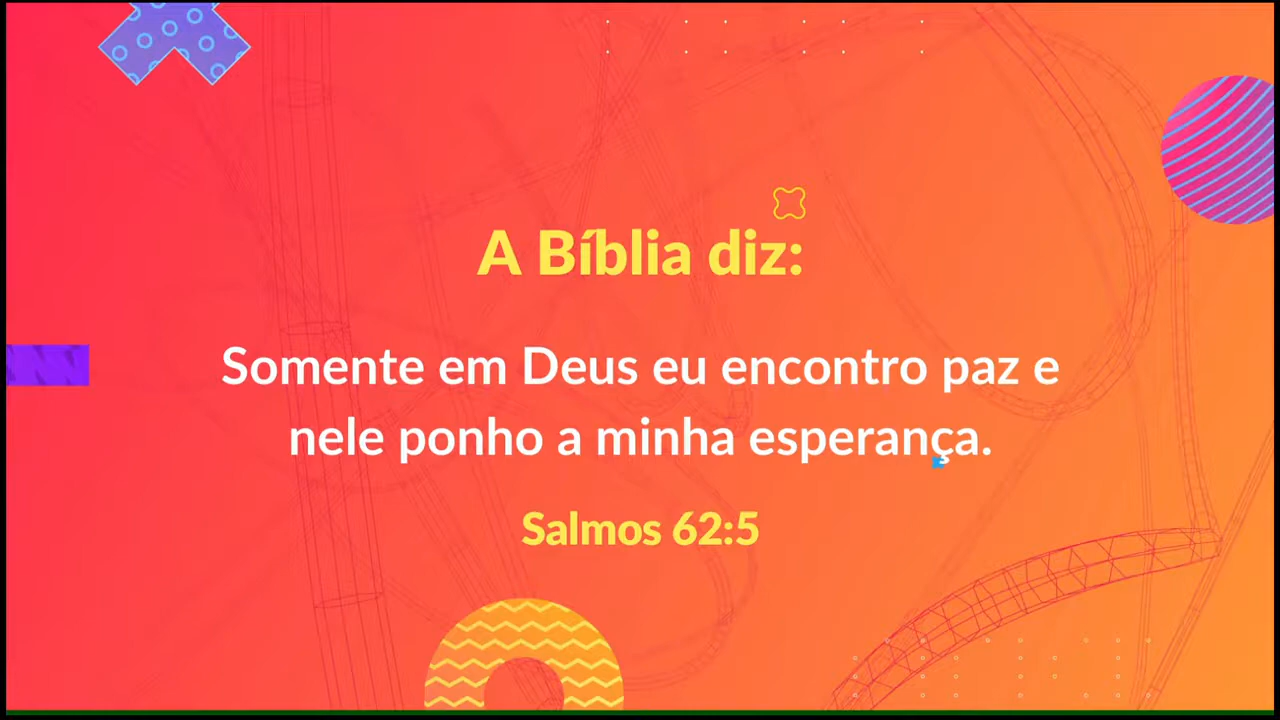 A Bíblia diz:
Somente em Deus eu encontro paz e
nele ponho a minha esperança.
Salmos 62:5